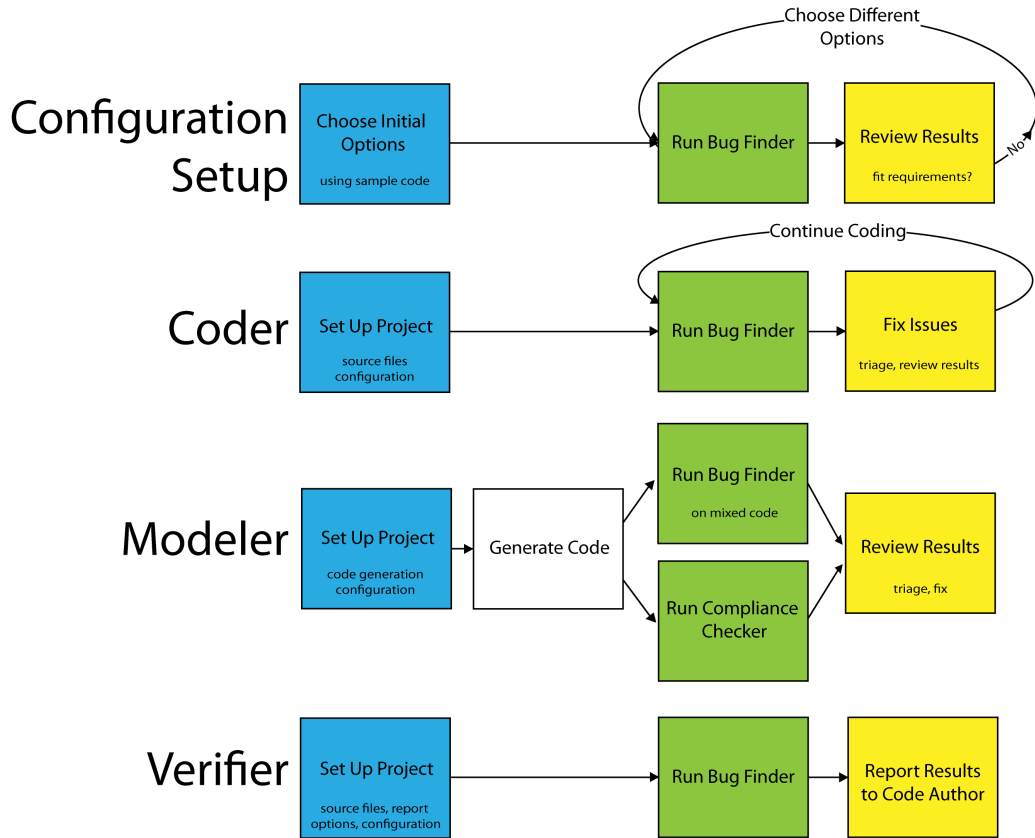 Choose Different
Options
Configuration
Setup
Choose Initial
Options
using sample code
Run Bug Finder
Review Results
fit requirements?
No
Continue Coding
Coder
Set Up Project
source files
configuration
Run Bug Finder
Fix Issues
triage, review results
Modeler
Set Up Project
code generation
configuration
Generate Code
Run Bug Finder
on mixed code
Run Compliance
Checker
Review Results
triage, fix
Verifier
Set Up Project
source files, report
options, configuration
Run Bug Finder
Report Results
to Code Author